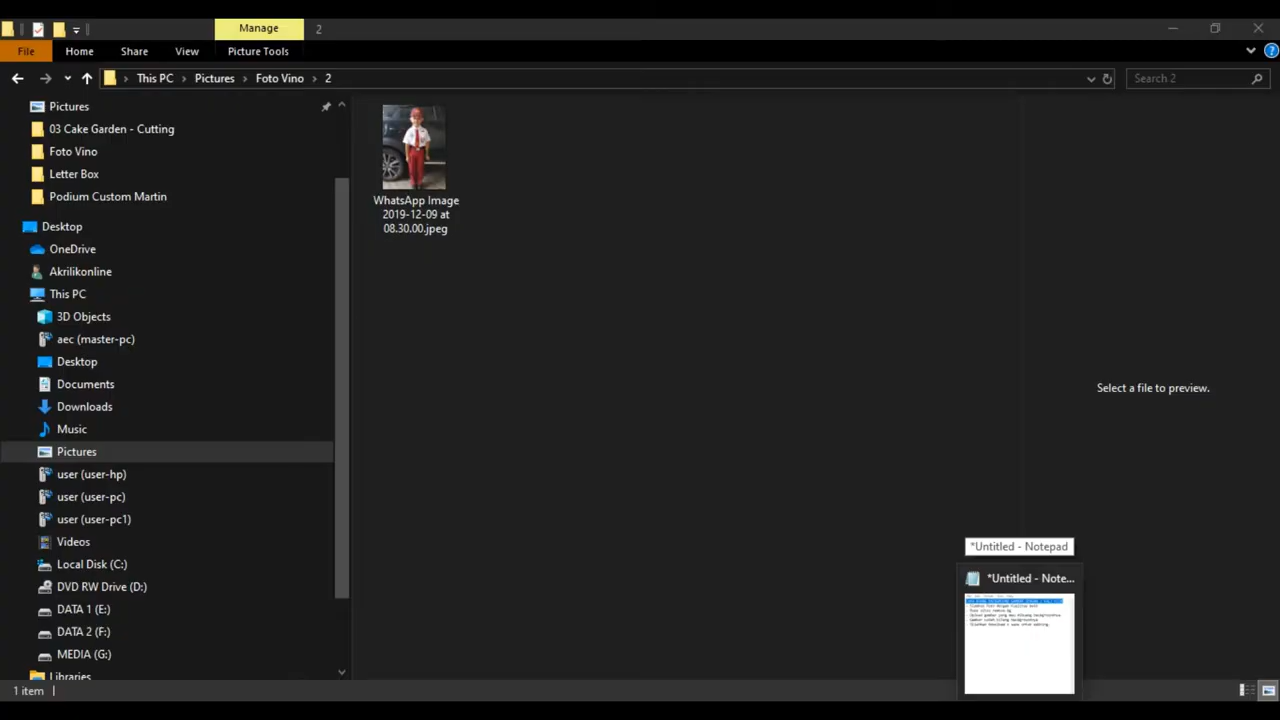 Manage
2
File
Home
Share
View
Picture Tools
This PC
Pictures
Foto Vino
2
Search 2
Pictures
03 Cake Garden - Cutting
Foto Vino
Letter Box
Podium Custom Martin
Desktop
OneDrive
Akrilikonline
This PC
3D Objects
aec (master-pc)
Desktop
Documents
Downloads
Music
Pictures
user (user-hp)
user (user-pc)
user (user-pc1)
Videos
Local Disk (C:)
DVD RW Drive (D:)
DATA 1 (E:)
DATA 2 (F:)
MEDIA (G:)
Libraries
WhatsApp Image
2019-12-09 at
08.30.00.jpeg
Select a file to preview.
*Untitled - Notepad
*Untitled - Note...
1 item